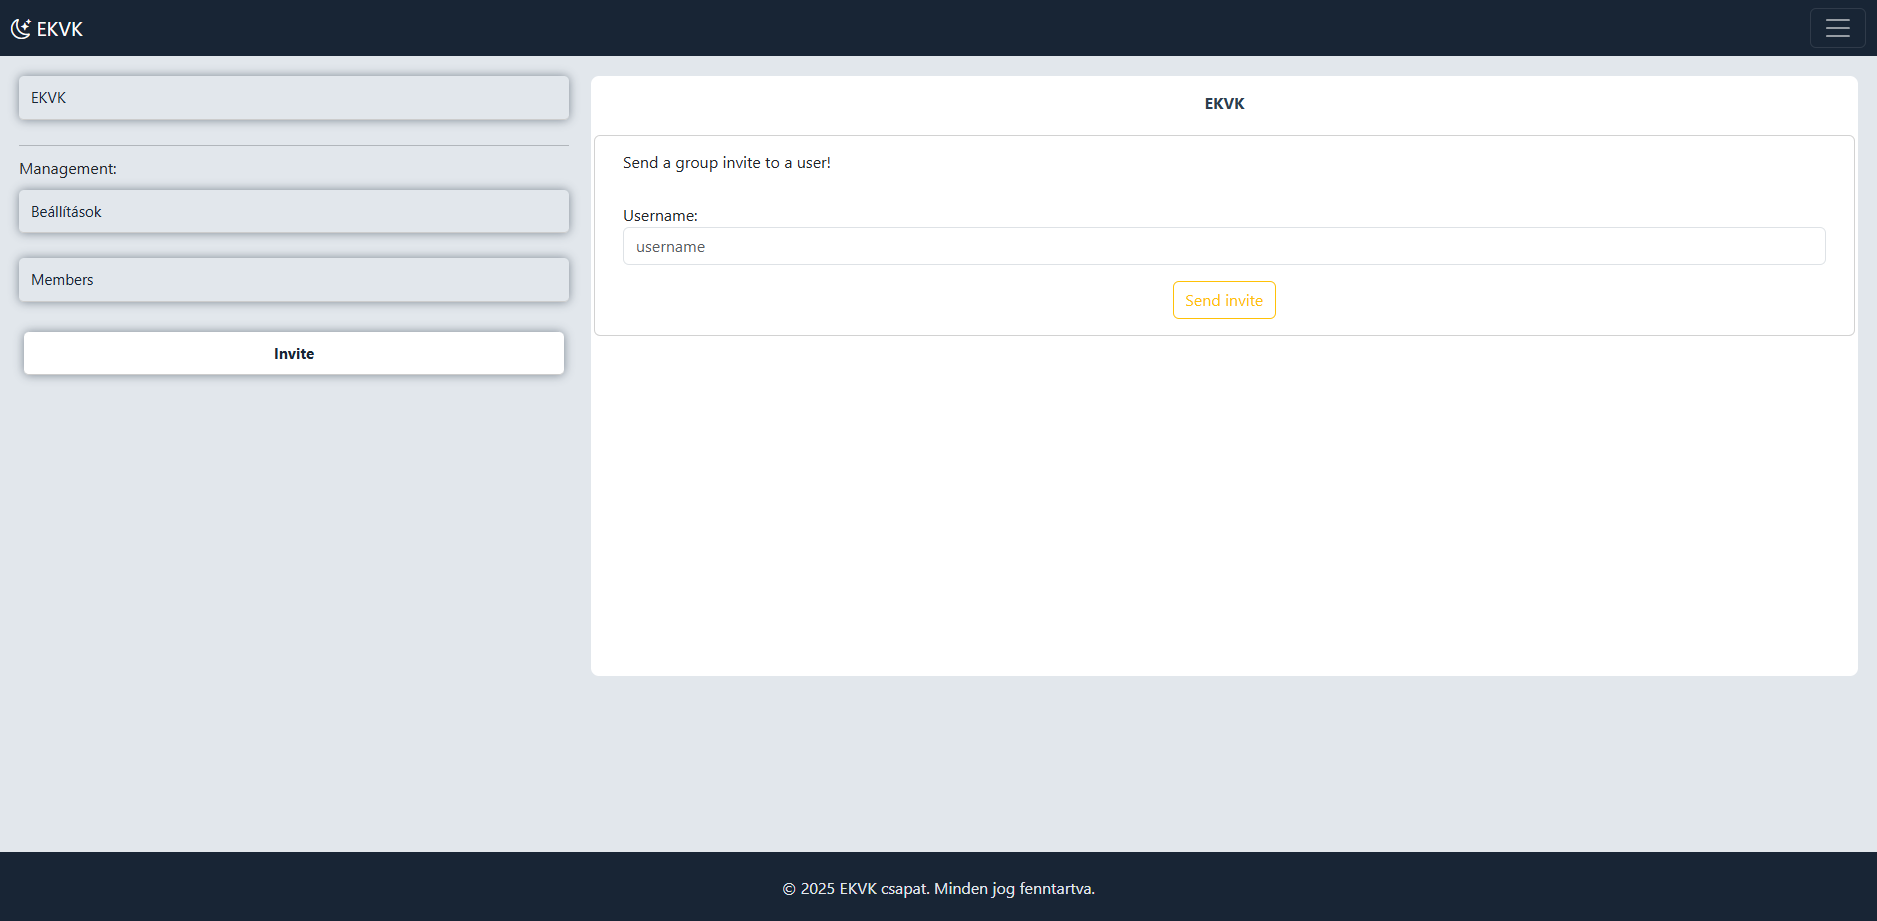 EKVK
EKVK
Management:
Beállítások
Members
Invite
EKVK
Send a group invite to a user!
Username:
username
Send invite
© 2025 EKVK csapat. Minden jog fenntartva.